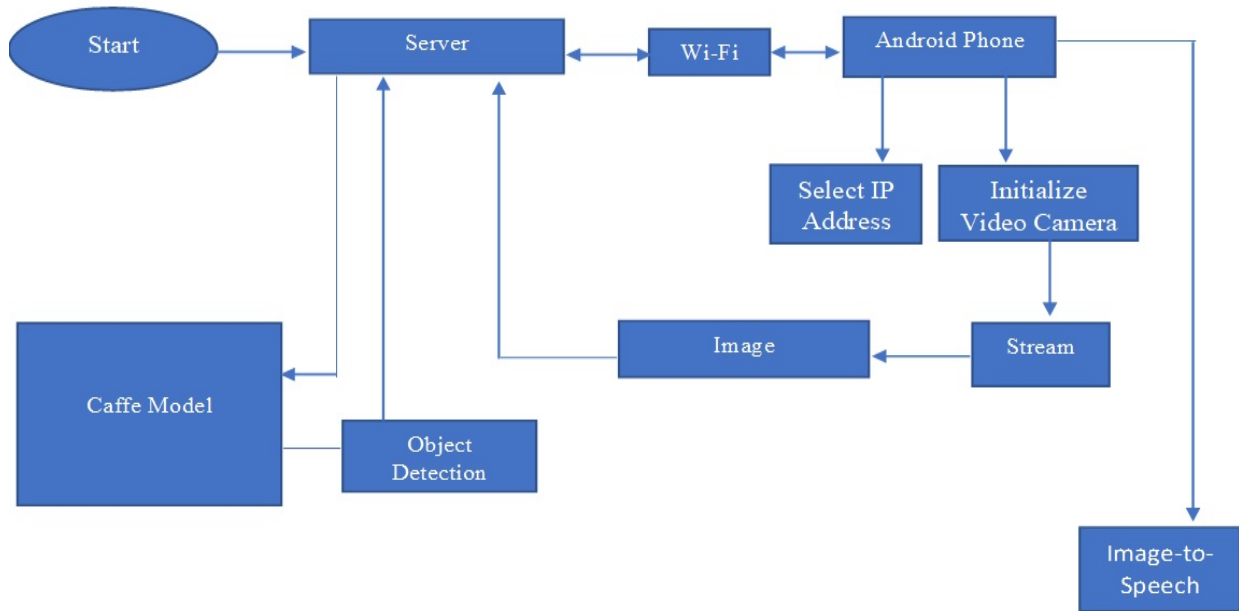 Start
Server
Wi-Fi
Android Phone
Select IP
Address
Initialize
Video Camera
Image
Stream
Caffe Model
Object
Detection
Image-to-
Speech